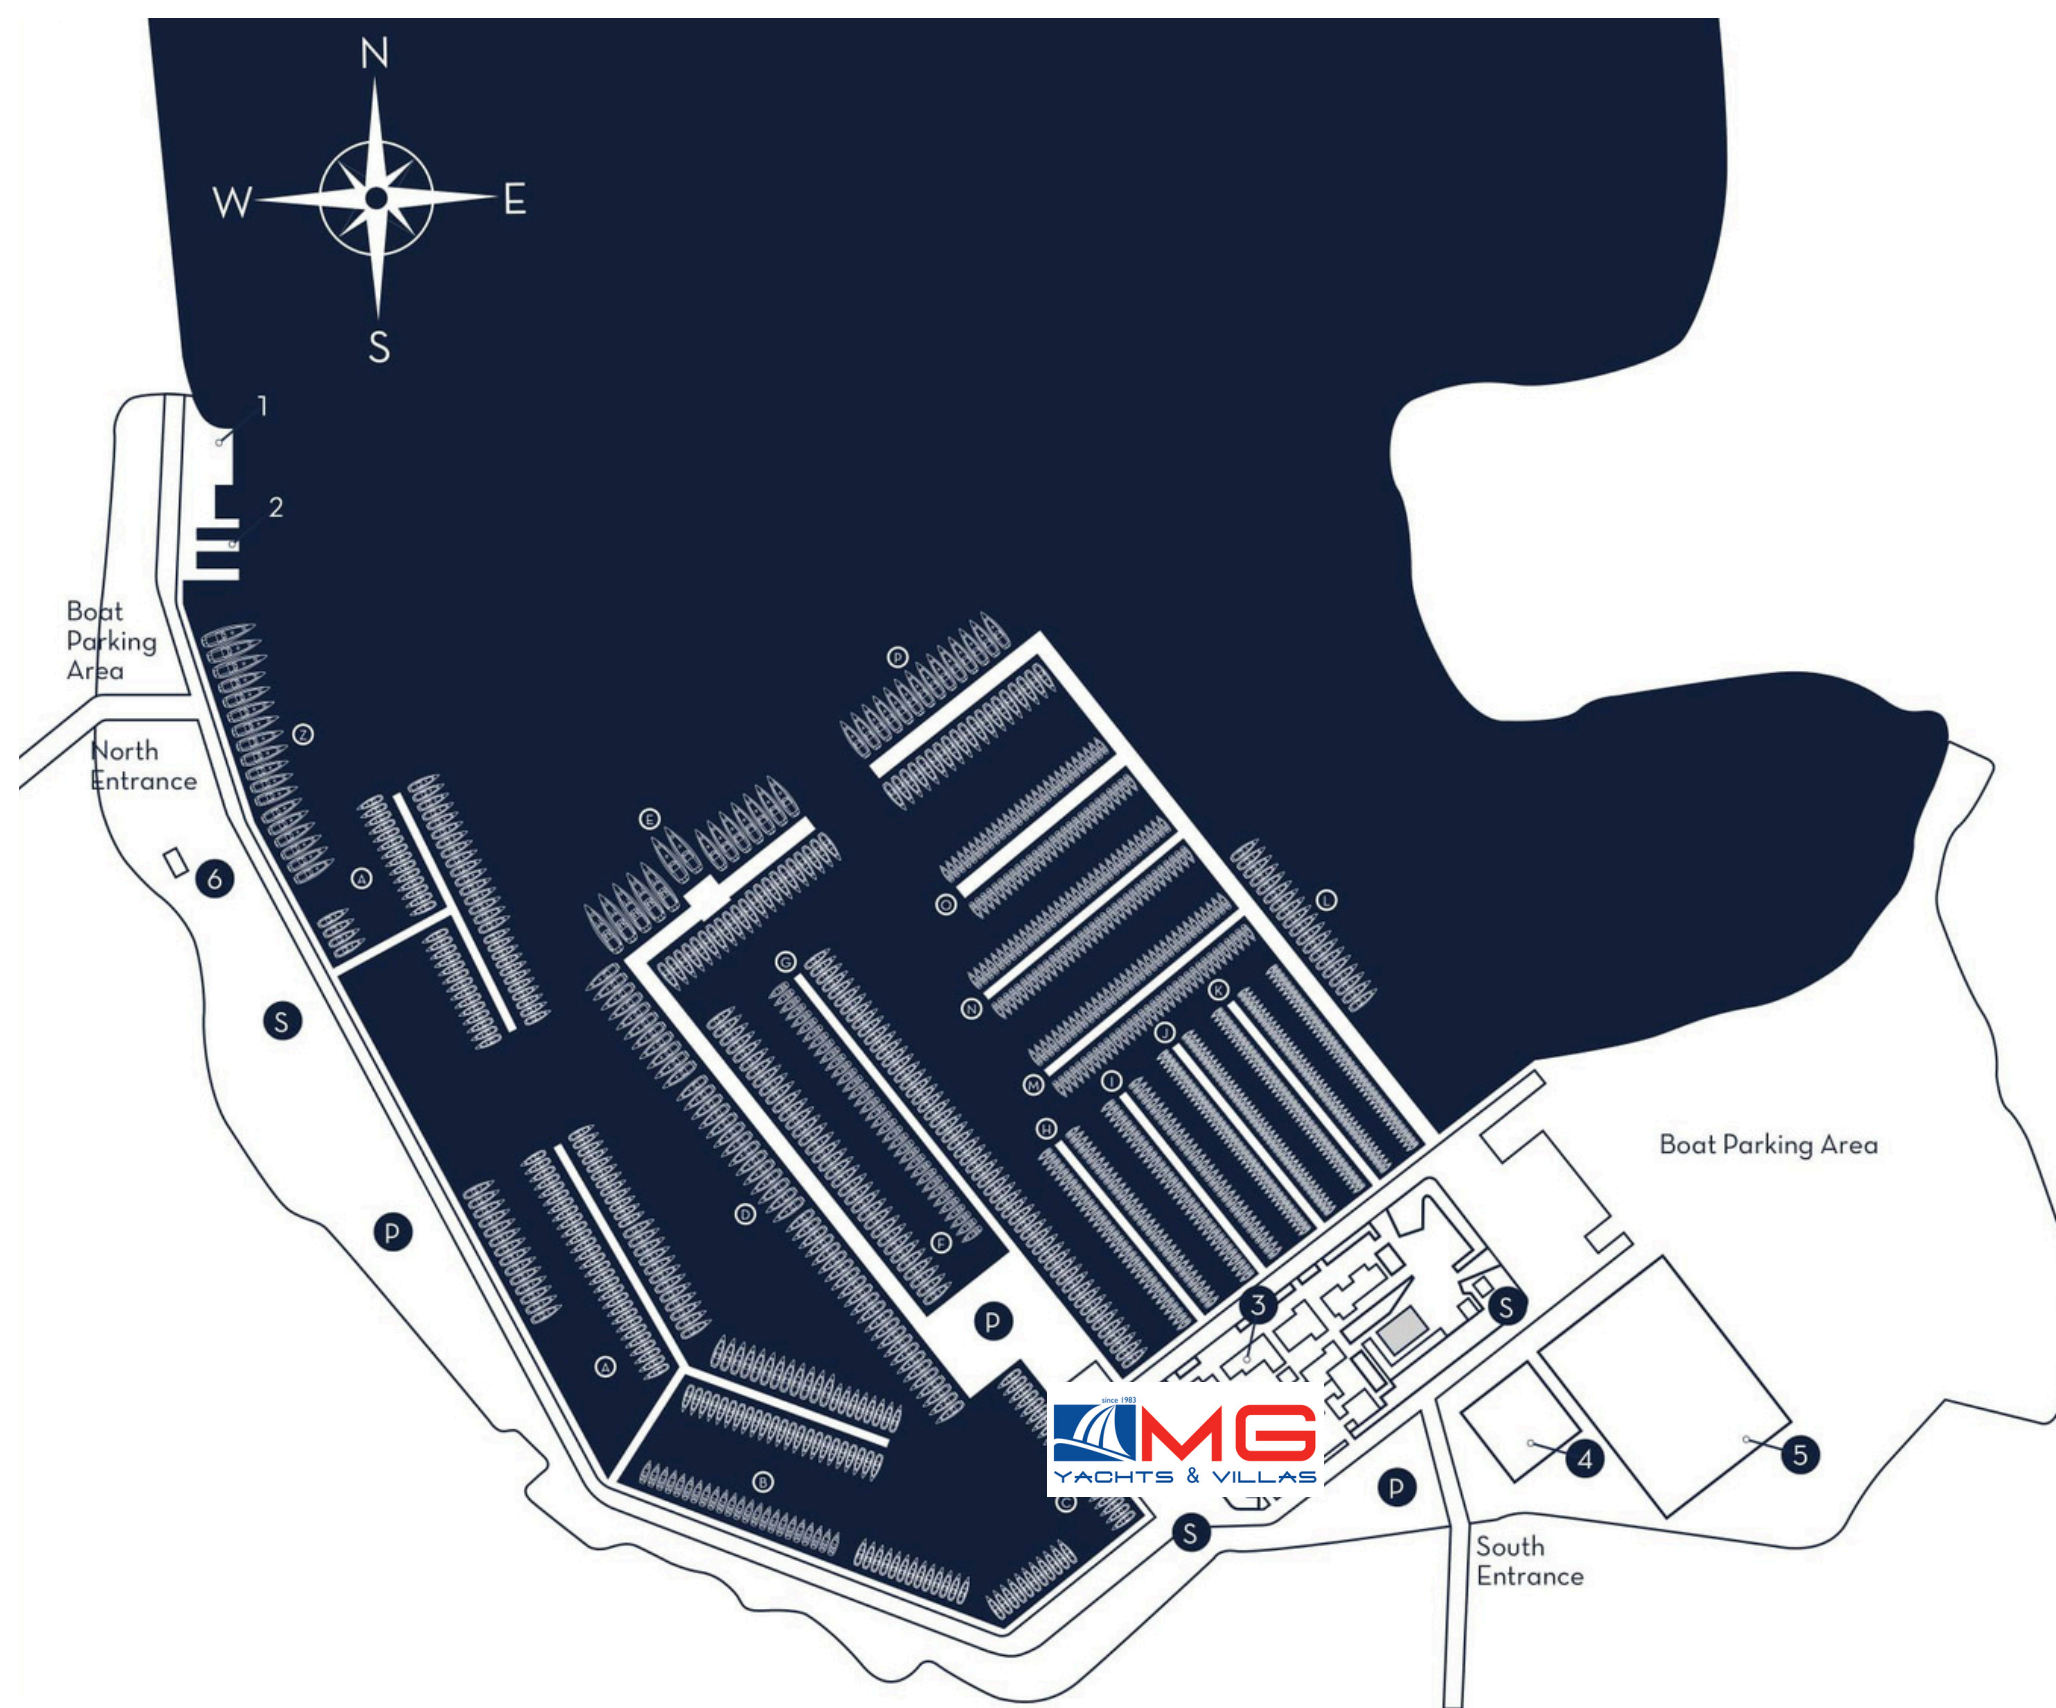 N
W
E
S
1
2
Boat
Parking
Area
North
Entrance
Z
P
E
A
6
L
O
G
N
S
K
J
M
I
H
P
D
F
Boat Parking Area
3
S
P
A
since 1983
MG
YACHTS & VILLAS
B
C
4
5
P
S
South
Entrance